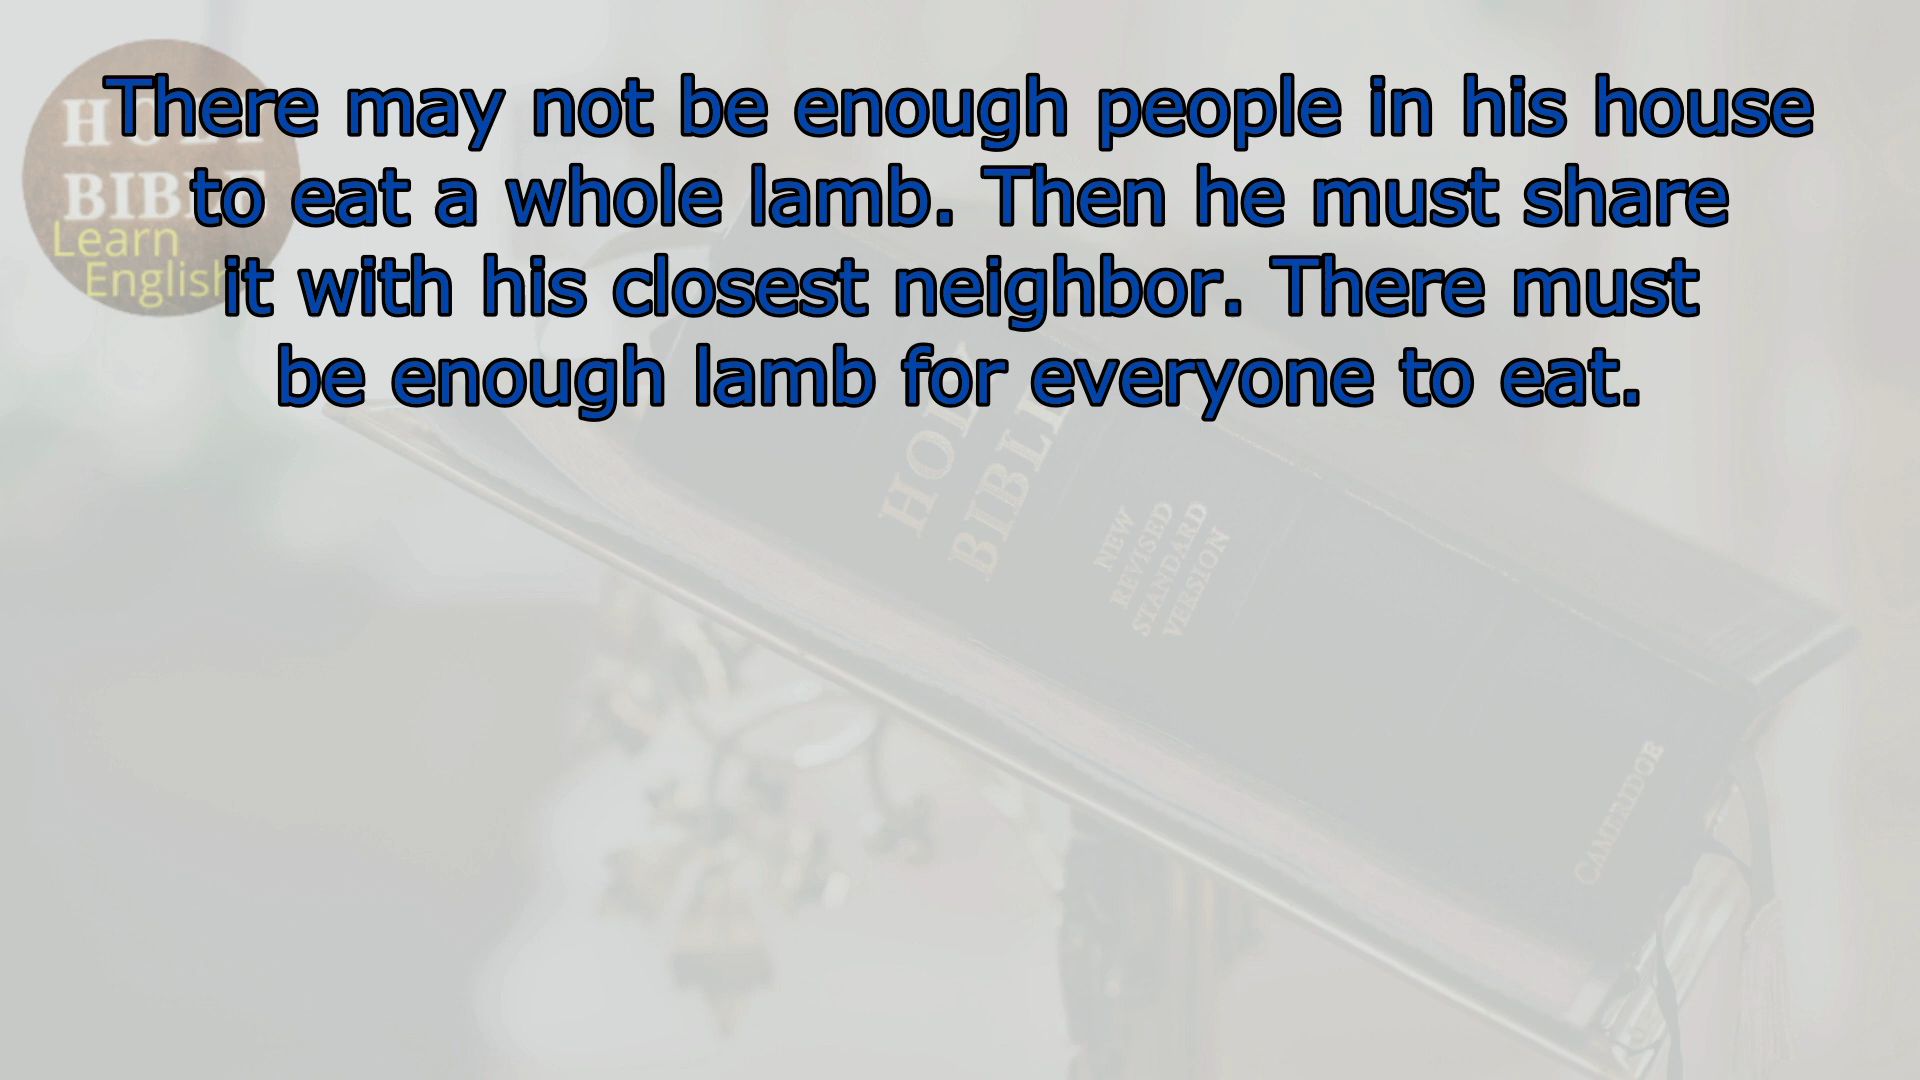 There may not be enough people in his house
to eat a whole lamb. Then he must share
it with his closest neighbor. There must
be enough lamb for everyone to eat.
HOLY
BIBLE
Learn
English
HOLY
BIBLE
NEW
REVISED
STANDARD
VERSION
CAMBRIDGE